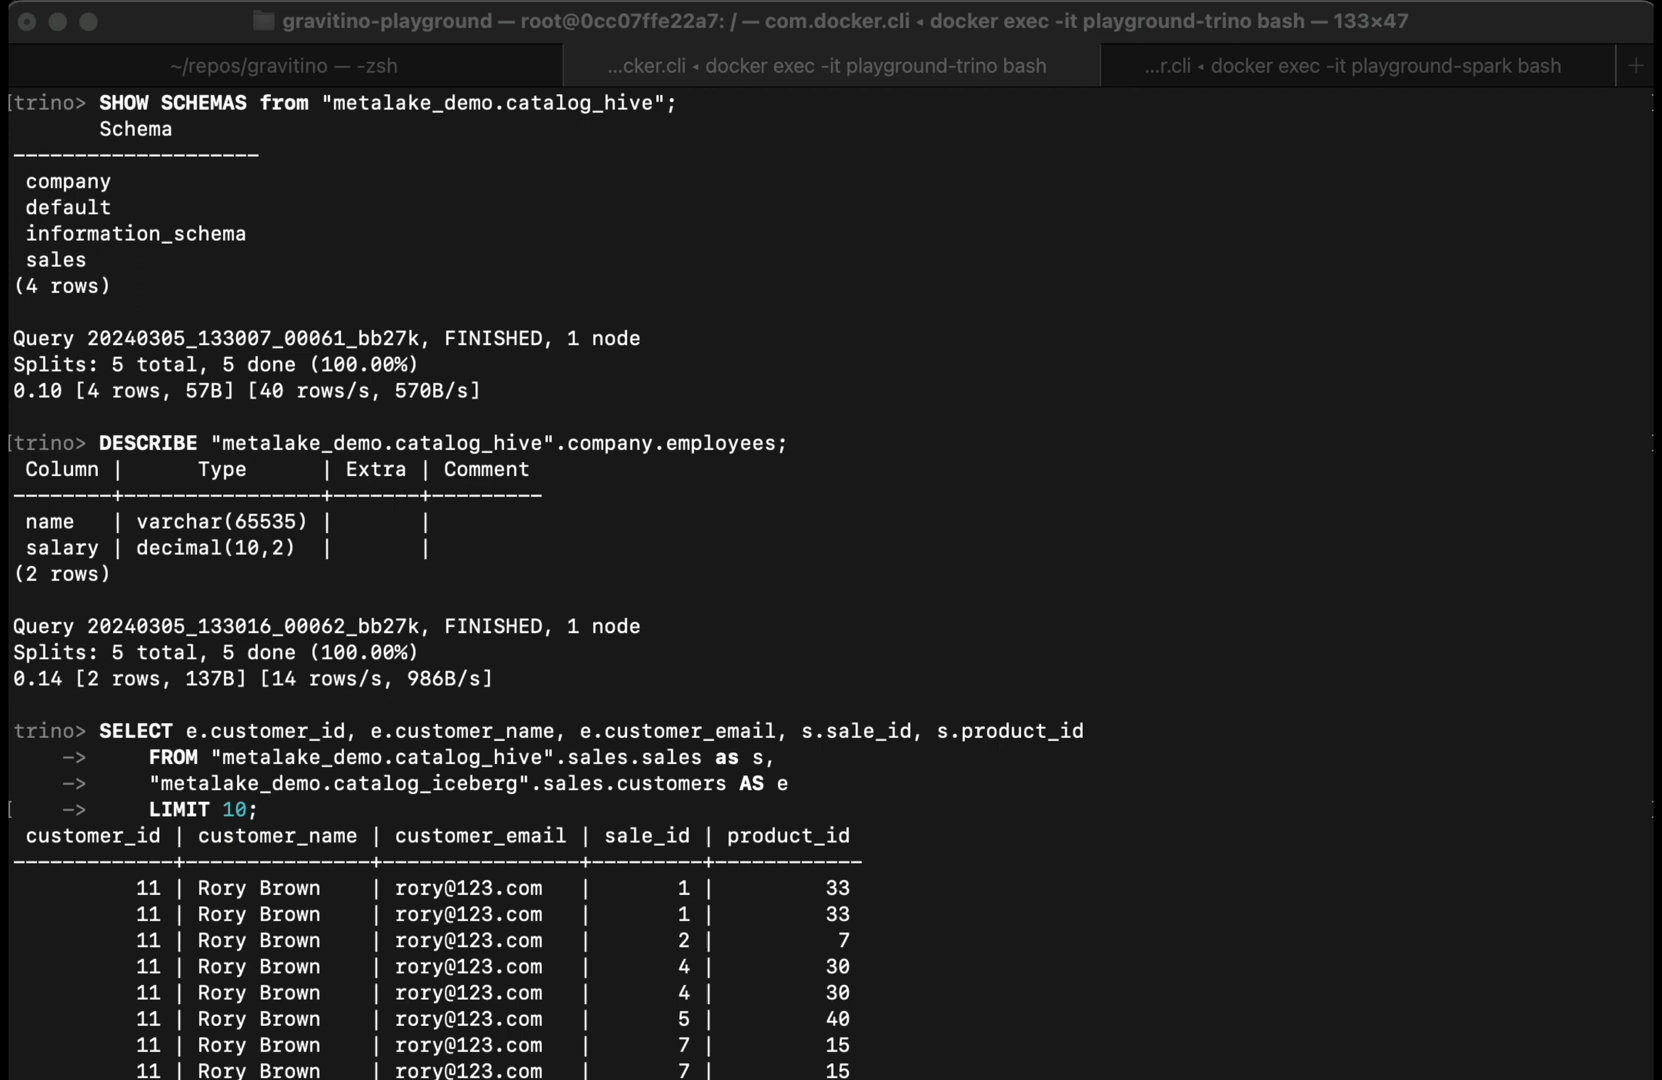 gravitino-playground — root@0cc07ffe22a7: / — com.docker.cli ◂ docker exec -it playground-trino bash — 133×47
~/repos/gravitino — -zsh
...cker.cli ◂ docker exec -it playground-trino bash
...r.cli ◂ docker exec -it playground-spark bash
+
[trino> SHOW SCHEMAS from "metalake_demo.catalog_hive";
       Schema
--------------------
 company
 default
 information_schema
 sales
(4 rows)

Query 20240305_133007_00061_bb27k, FINISHED, 1 node
Splits: 5 total, 5 done (100.00%)
0.10 [4 rows, 57B] [40 rows/s, 570B/s]

[trino> DESCRIBE "metalake_demo.catalog_hive".company.employees;
 Column |      Type      | Extra | Comment
--------+----------------+-------+---------
 name   | varchar(65535) |       |
 salary | decimal(10,2)  |       |
(2 rows)

Query 20240305_133016_00062_bb27k, FINISHED, 1 node
Splits: 5 total, 5 done (100.00%)
0.14 [2 rows, 137B] [14 rows/s, 986B/s]

trino> SELECT e.customer_id, e.customer_name, e.customer_email, s.sale_id, s.product_id
    ->     FROM "metalake_demo.catalog_hive".sales.sales as s,
    ->     "metalake_demo.catalog_iceberg".sales.customers AS e
[    ->     LIMIT 10;
 customer_id | customer_name | customer_email | sale_id | product_id
-------------+---------------+----------------+---------+------------
          11 | Rory Brown    | rory@123.com   |       1 |         33
          11 | Rory Brown    | rory@123.com   |       1 |         33
          11 | Rory Brown    | rory@123.com   |       2 |          7
          11 | Rory Brown    | rory@123.com   |       4 |         30
          11 | Rory Brown    | rory@123.com   |       4 |         30
          11 | Rory Brown    | rory@123.com   |       5 |         40
          11 | Rory Brown    | rory@123.com   |       7 |         15
          11 | Rory Brown    | rory@123.com   |       7 |         15